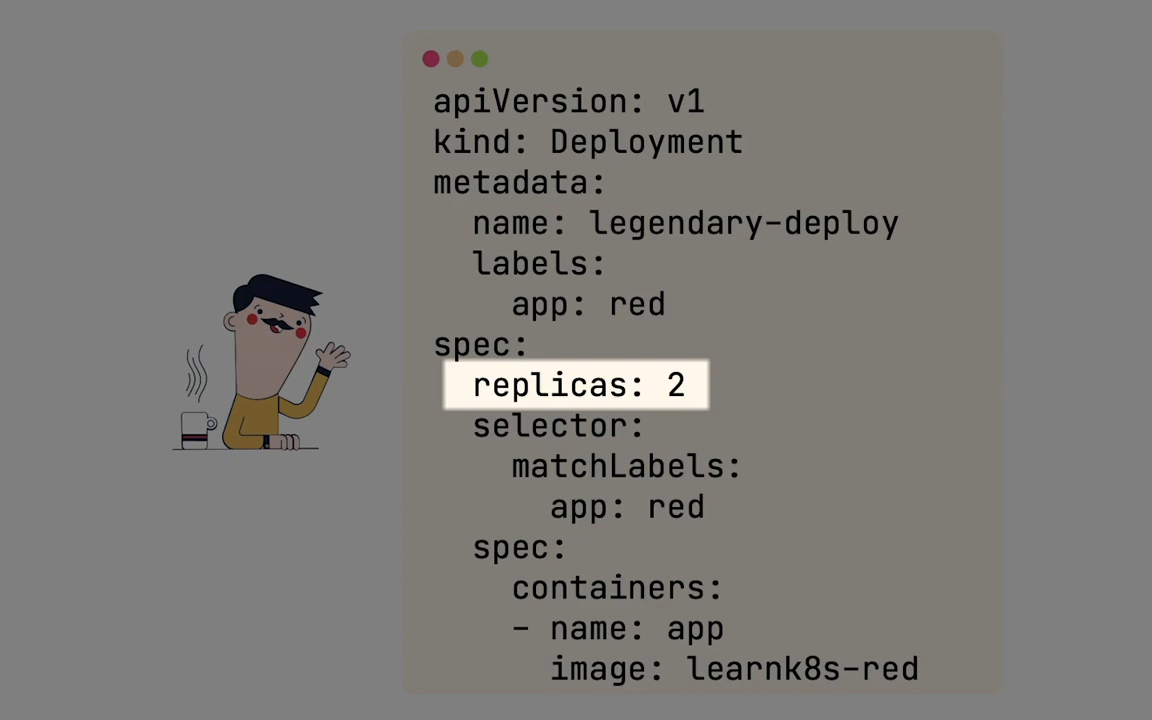 apiVersion: v1
kind: Deployment
metadata:
  name: legendary-deploy
  labels:
    app: red
spec:
  replicas: 2
  selector:
    matchLabels:
      app: red
  spec:
    containers:
    - name: app
      image: learnk8s-red